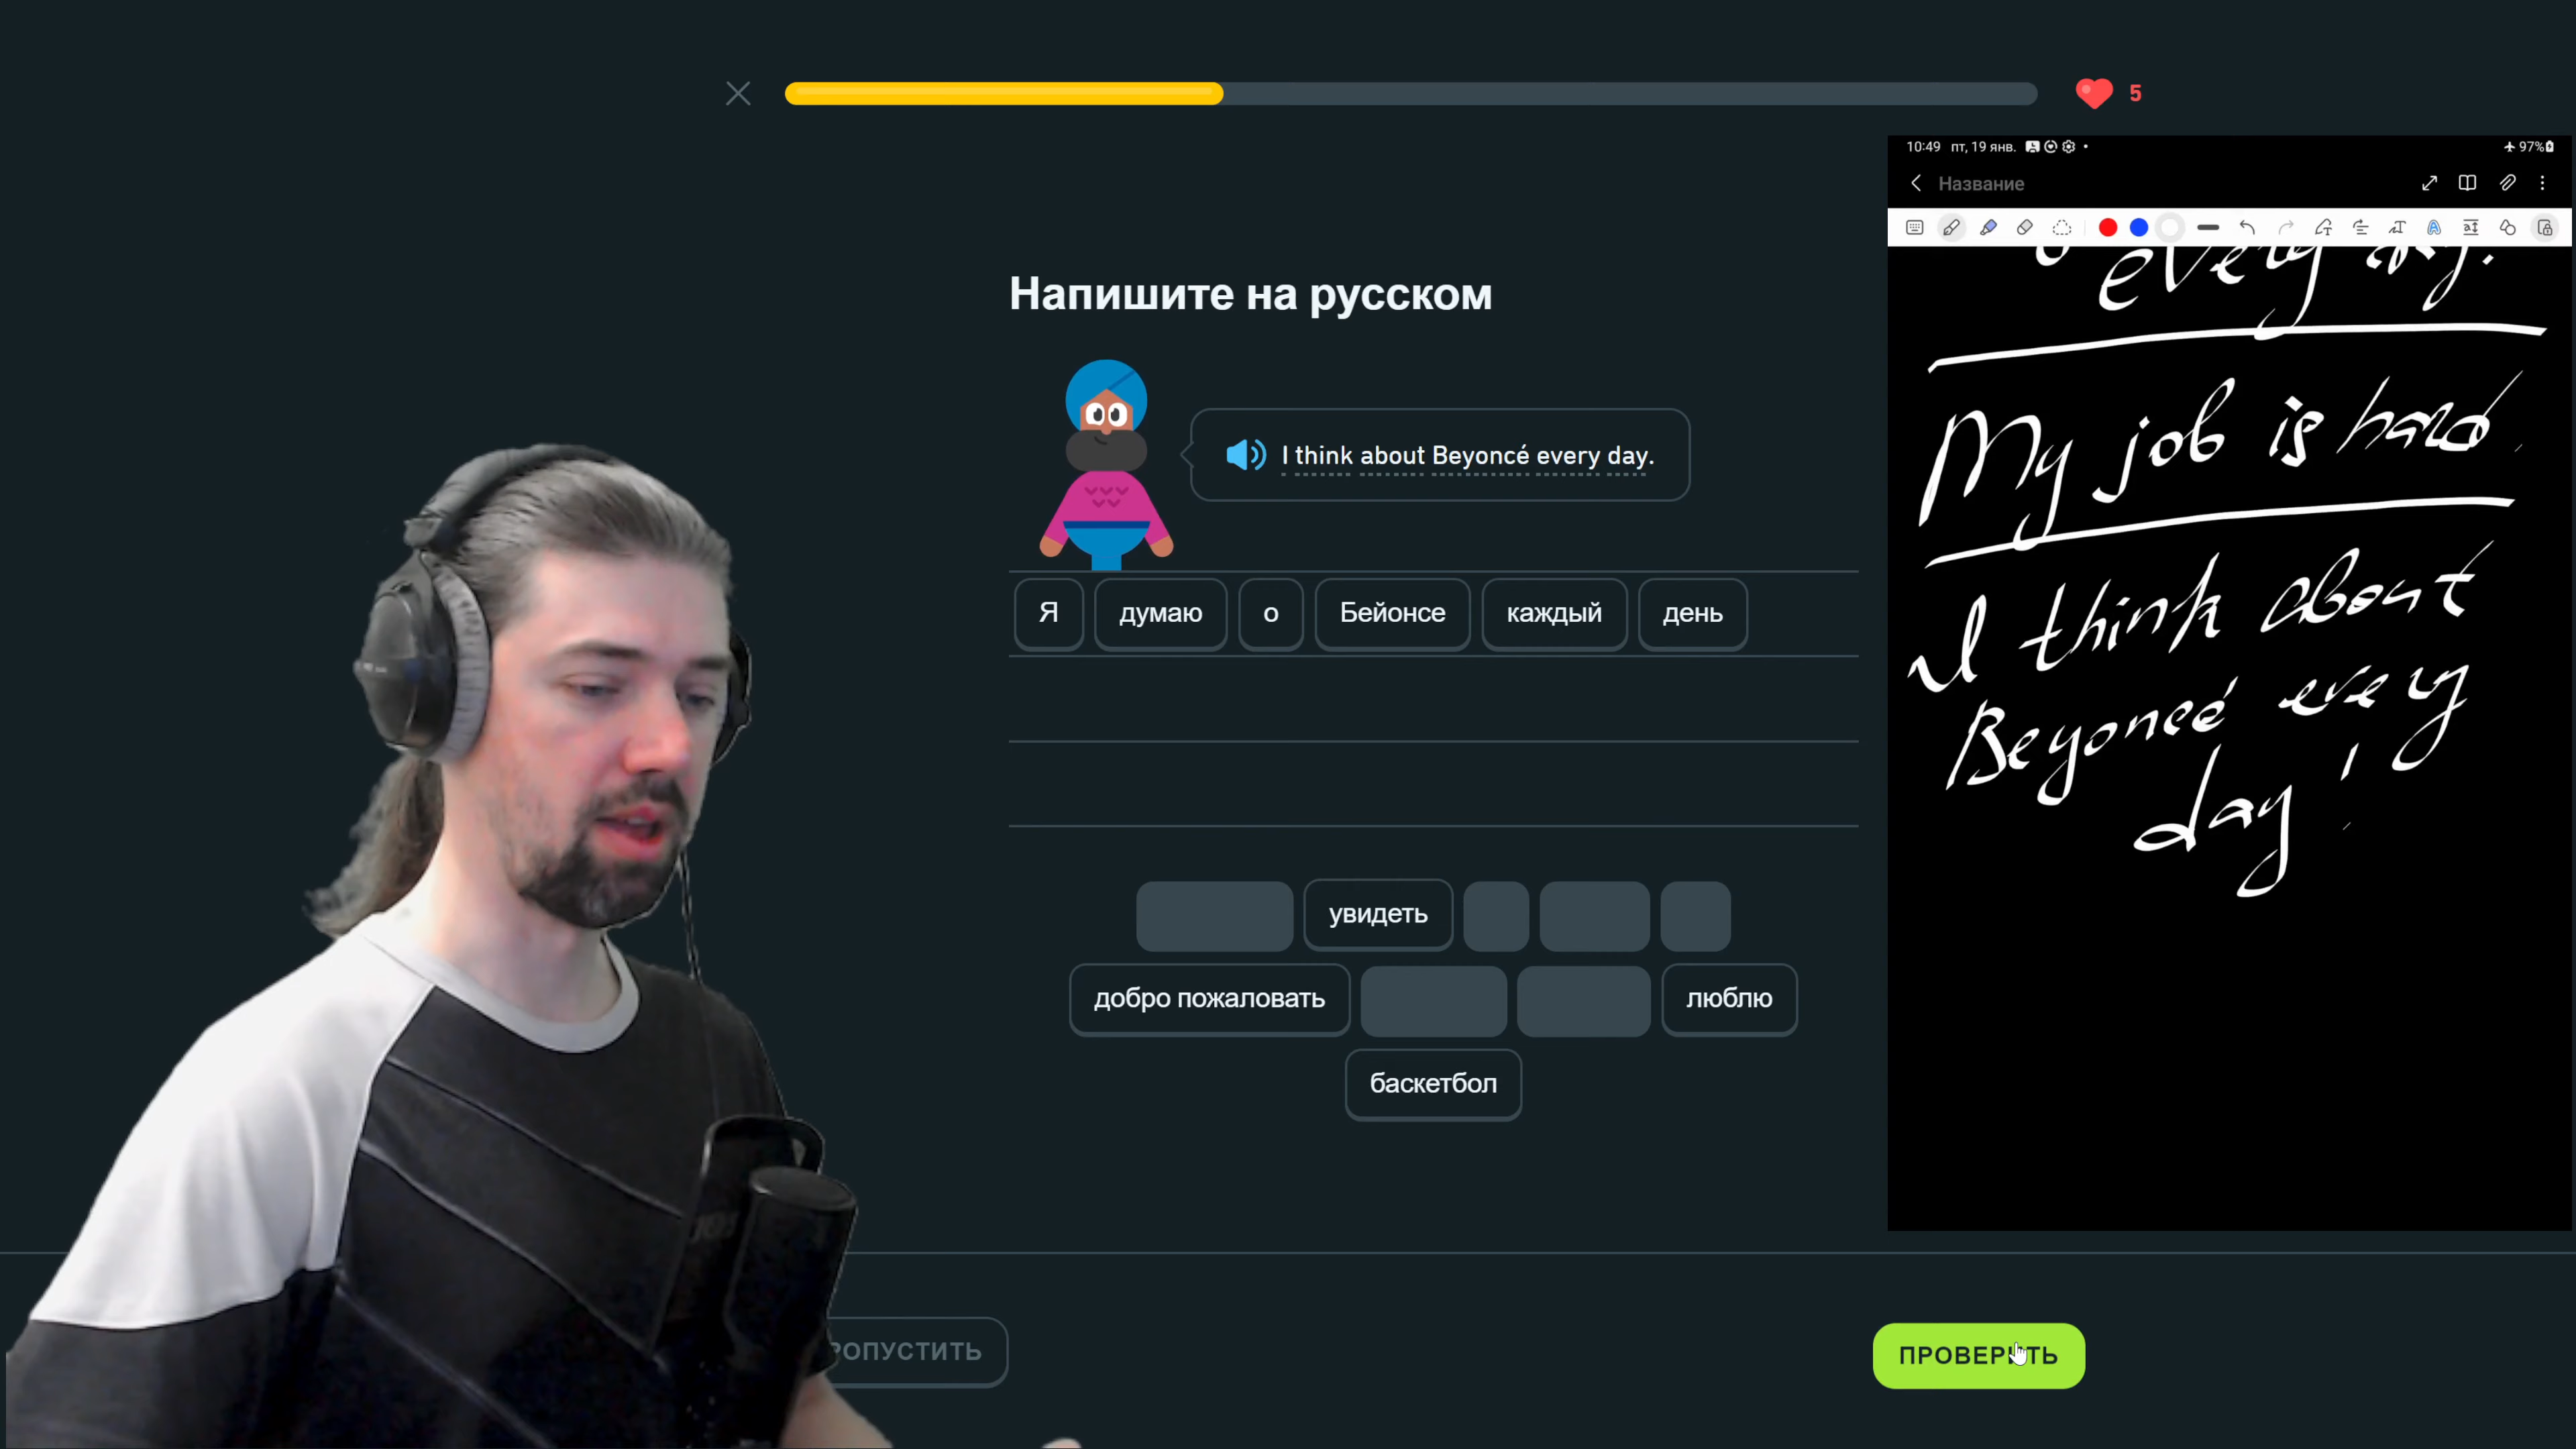 5
10:49 пт, 19 янв. 97%
Название
every day.
My job is hard.
I think about
Beyoncé every
day!
Напишите на русском
I think about Beyoncé every day.
Я думаю о Бейонсе каждый день
увидеть
добро пожаловать люблю
баскетбол
РОПУСТИТЬ
ПРОВЕРИТЬ